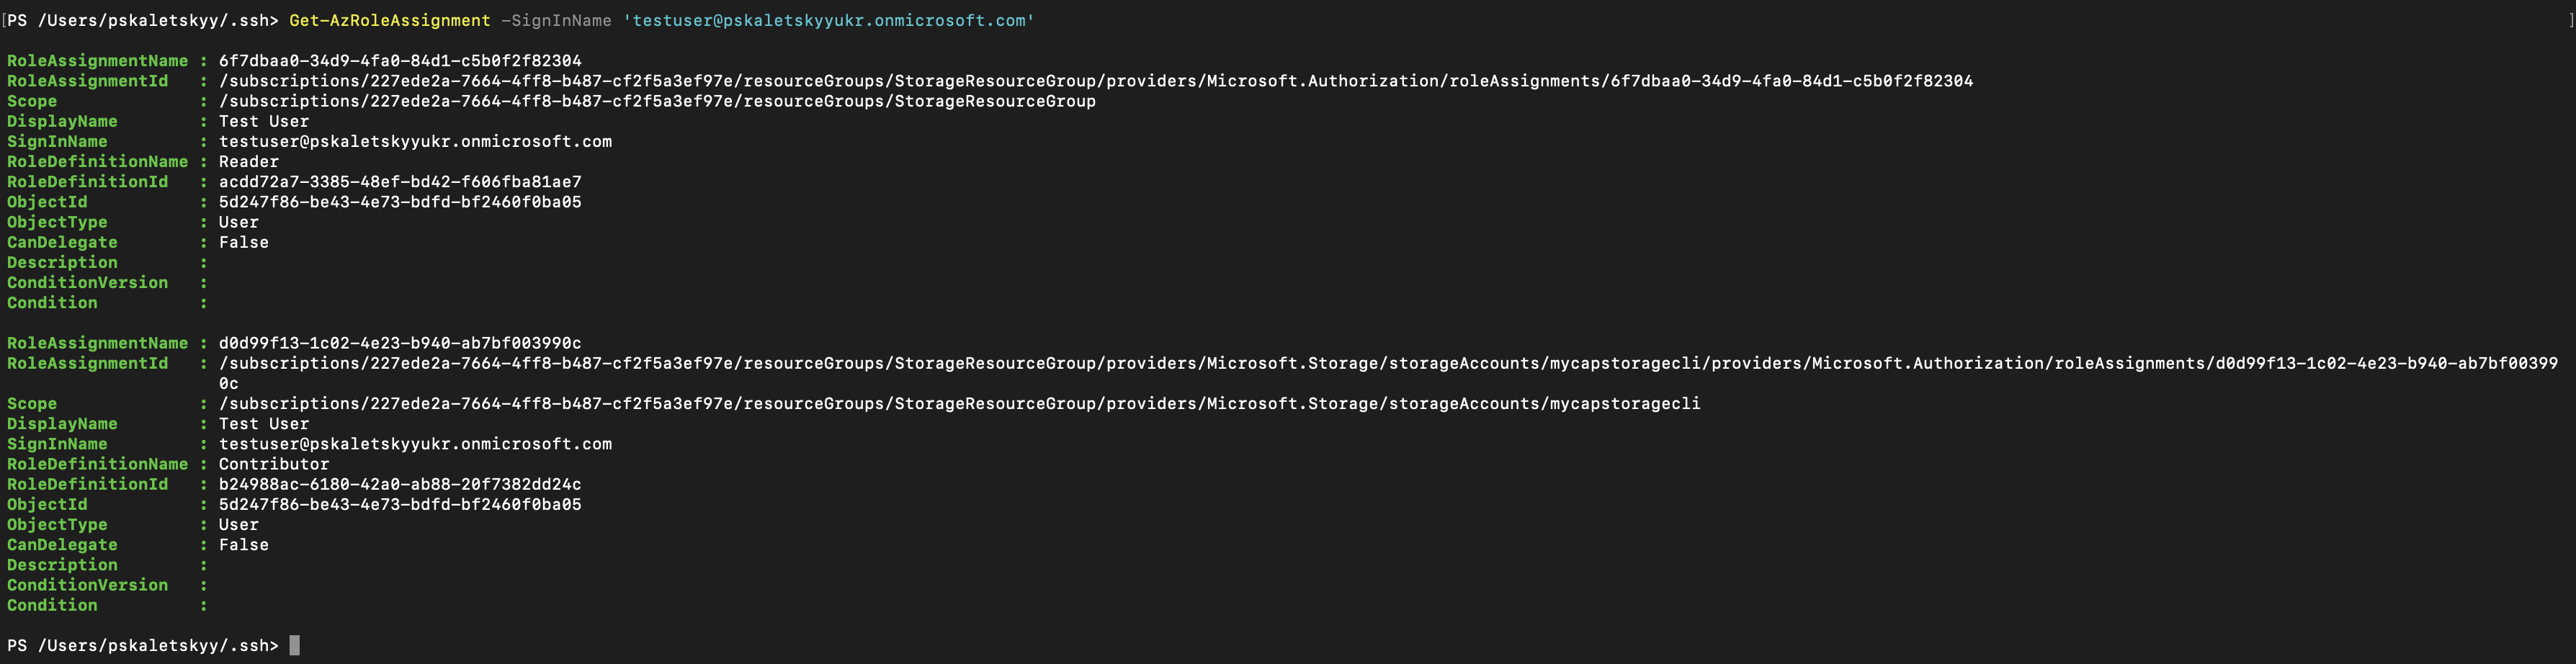 [PS /Users/pskaletskyy/.ssh> Get-AzRoleAssignment -SignInName 'testuser@pskaletskyyukr.onmicrosoft.com' ]
RoleAssignmentName : 6f7dbaa0-34d9-4fa0-84d1-c5b0f2f82304
RoleAssignmentId : /subscriptions/227ede2a-7664-4ff8-b487-cf2f5a3ef97e/resourceGroups/StorageResourceGroup/providers/Microsoft.Authorization/roleAssignments/6f7dbaa0-34d9-4fa0-84d1-c5b0f2f82304
Scope : /subscriptions/227ede2a-7664-4ff8-b487-cf2f5a3ef97e/resourceGroups/StorageResourceGroup
DisplayName : Test User
SignInName : testuser@pskaletskyyukr.onmicrosoft.com
RoleDefinitionName : Reader
RoleDefinitionId : acdd72a7-3385-48ef-bd42-f606fba81ae7
ObjectId : 5d247f86-be43-4e73-bdfd-bf2460f0ba05
ObjectType : User
CanDelegate : False
Description :
ConditionVersion :
Condition :
RoleAssignmentName : d0d99f13-1c02-4e23-b940-ab7bf003990c
RoleAssignmentId : /subscriptions/227ede2a-7664-4ff8-b487-cf2f5a3ef97e/resourceGroups/StorageResourceGroup/providers/Microsoft.Storage/storageAccounts/mycapstoragecli/providers/Microsoft.Authorization/roleAssignments/d0d99f13-1c02-4e23-b940-ab7bf00399
0c
Scope : /subscriptions/227ede2a-7664-4ff8-b487-cf2f5a3ef97e/resourceGroups/StorageResourceGroup/providers/Microsoft.Storage/storageAccounts/mycapstoragecli
DisplayName : Test User
SignInName : testuser@pskaletskyyukr.onmicrosoft.com
RoleDefinitionName : Contributor
RoleDefinitionId : b24988ac-6180-42a0-ab88-20f7382dd24c
ObjectId : 5d247f86-be43-4e73-bdfd-bf2460f0ba05
ObjectType : User
CanDelegate : False
Description :
ConditionVersion :
Condition :
PS /Users/pskaletskyy/.ssh>